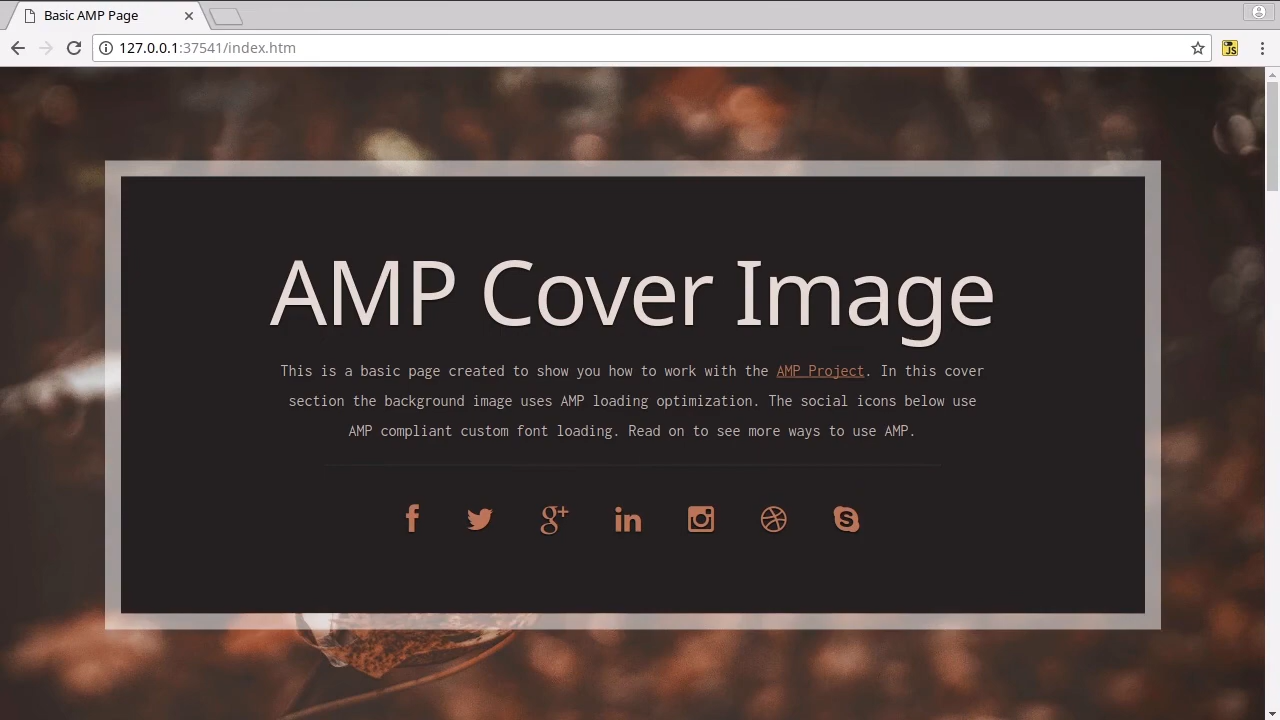 Basic AMP Page
127.0.0.1:37541/index.htm
JS
AMP Cover Image
This is a basic page created to show you how to work with the AMP Project. In this cover
section the background image uses AMP loading optimization. The social icons below use
AMP compliant custom font loading. Read on to see more ways to use AMP.